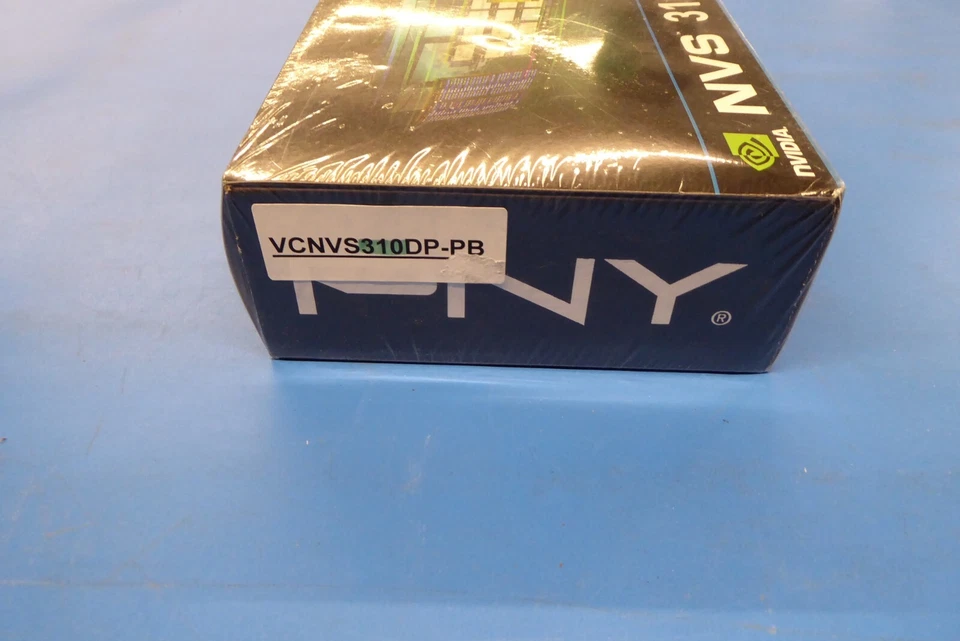 NVS 31
NVIDIA
VCNVS310DP-PB
PNY®